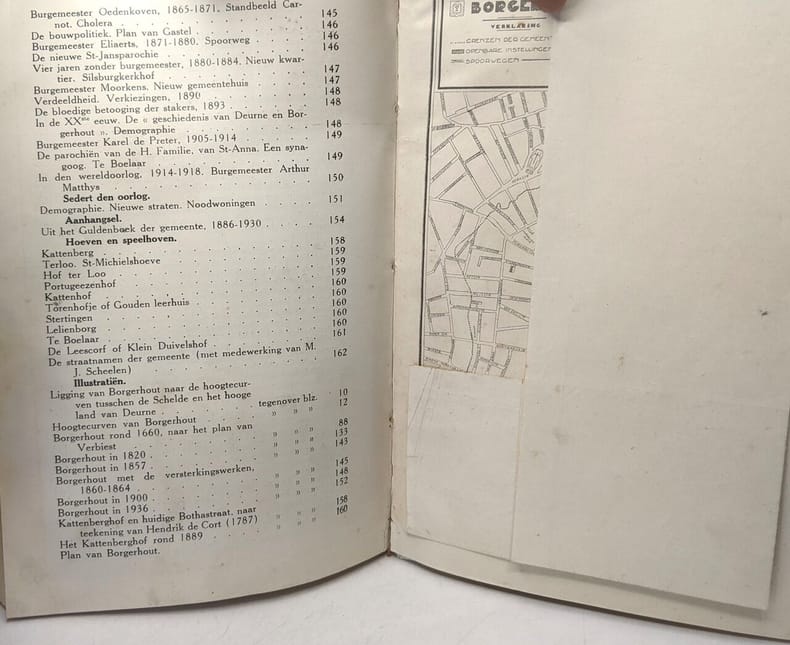 Burgemeester Oedenkoven, 1865-1871. Standbeeld Car-
not. Cholera . . . 145
De bouwpolitiek. Plan van Gastel . . . 146
Burgemeester Eliaerts, 1871-1880. Spoorweg . . . 146
De nieuwe St-Jansparochie . . . 146
Vier jaren zonder burgemeester, 1880-1884. Nieuw kwar-
tier. Silsburgkerkhof . . . 147
Burgemeester Moorkens. Nieuw gemeentehuis . . . 147
Verdeeldheid. Verkiezingen, 1890 . . . 148
De bloedige betooging der stakers, 1893 . . . 148
In de XXme eeuw. De « geschiedenis van Deurne en Bor-
gerhout ». Demographie . . . 148
Burgemeester Karel de Preter, 1905-1914 . . . 149
De parochiën van de H. Familie, van St-Anna. Een syna-
goog. Te Boelaar . . . 149
In den wereldoorlog, 1914-1918. Burgemeester Arthur
Matthys . . . 150
Sedert den oorlog.
Demographie. Nieuwe straten. Noodwoningen . . . 151
Aanhangsel.
Uit het Guldenboek der gemeente, 1886-1930 . . . 154
Hoeven en speelhoven.
Kattenberg . . . 158
Terloo. St-Michielshoeve . . . 159
Hof ter Loo . . . 159
Portugeezenhof . . . 159
Kattenhof . . . 160
Torenhofje of Gouden leerhuis . . . 160
Stertingen . . . 160
Lelienborg . . . 160
Te Boelaar . . . 160
De Leescorf of Klein Duivelshof . . . 161
De straatnamen der gemeente (met medewerking van M.
J. Scheelen) . . . 162
Illustratiën.
Ligging van Borgerhout naar de hoogtecur-
ven tusschen de Schelde en het hooge
land van Deurne . . . tegenover blz. 10
Hoogtecurven van Borgerhout . . . » » » 12
Borgerhout rond 1660, naar het plan van
Verbiest . . . » » » 88
Borgerhout in 1820 . . . » » » 133
Borgerhout in 1857 . . . » » » 143
Borgerhout met de versterkingswerken,
1860-1864 . . . » » » 145
Borgerhout in 1900 . . . » » » 148
Borgerhout in 1936 . . . » » » 152
Kattenberghof en huidige Bothastraat, naar
teekening van Hendrik de Cort (1787) » » » 158
Het Kattenberghof rond 1889 . . . » » » 160
Plan van Borgerhout.
VERKLARING
GRENZEN DER GEMEENT
OPENBARE INSTELLINGEN
SPOORWEGEN